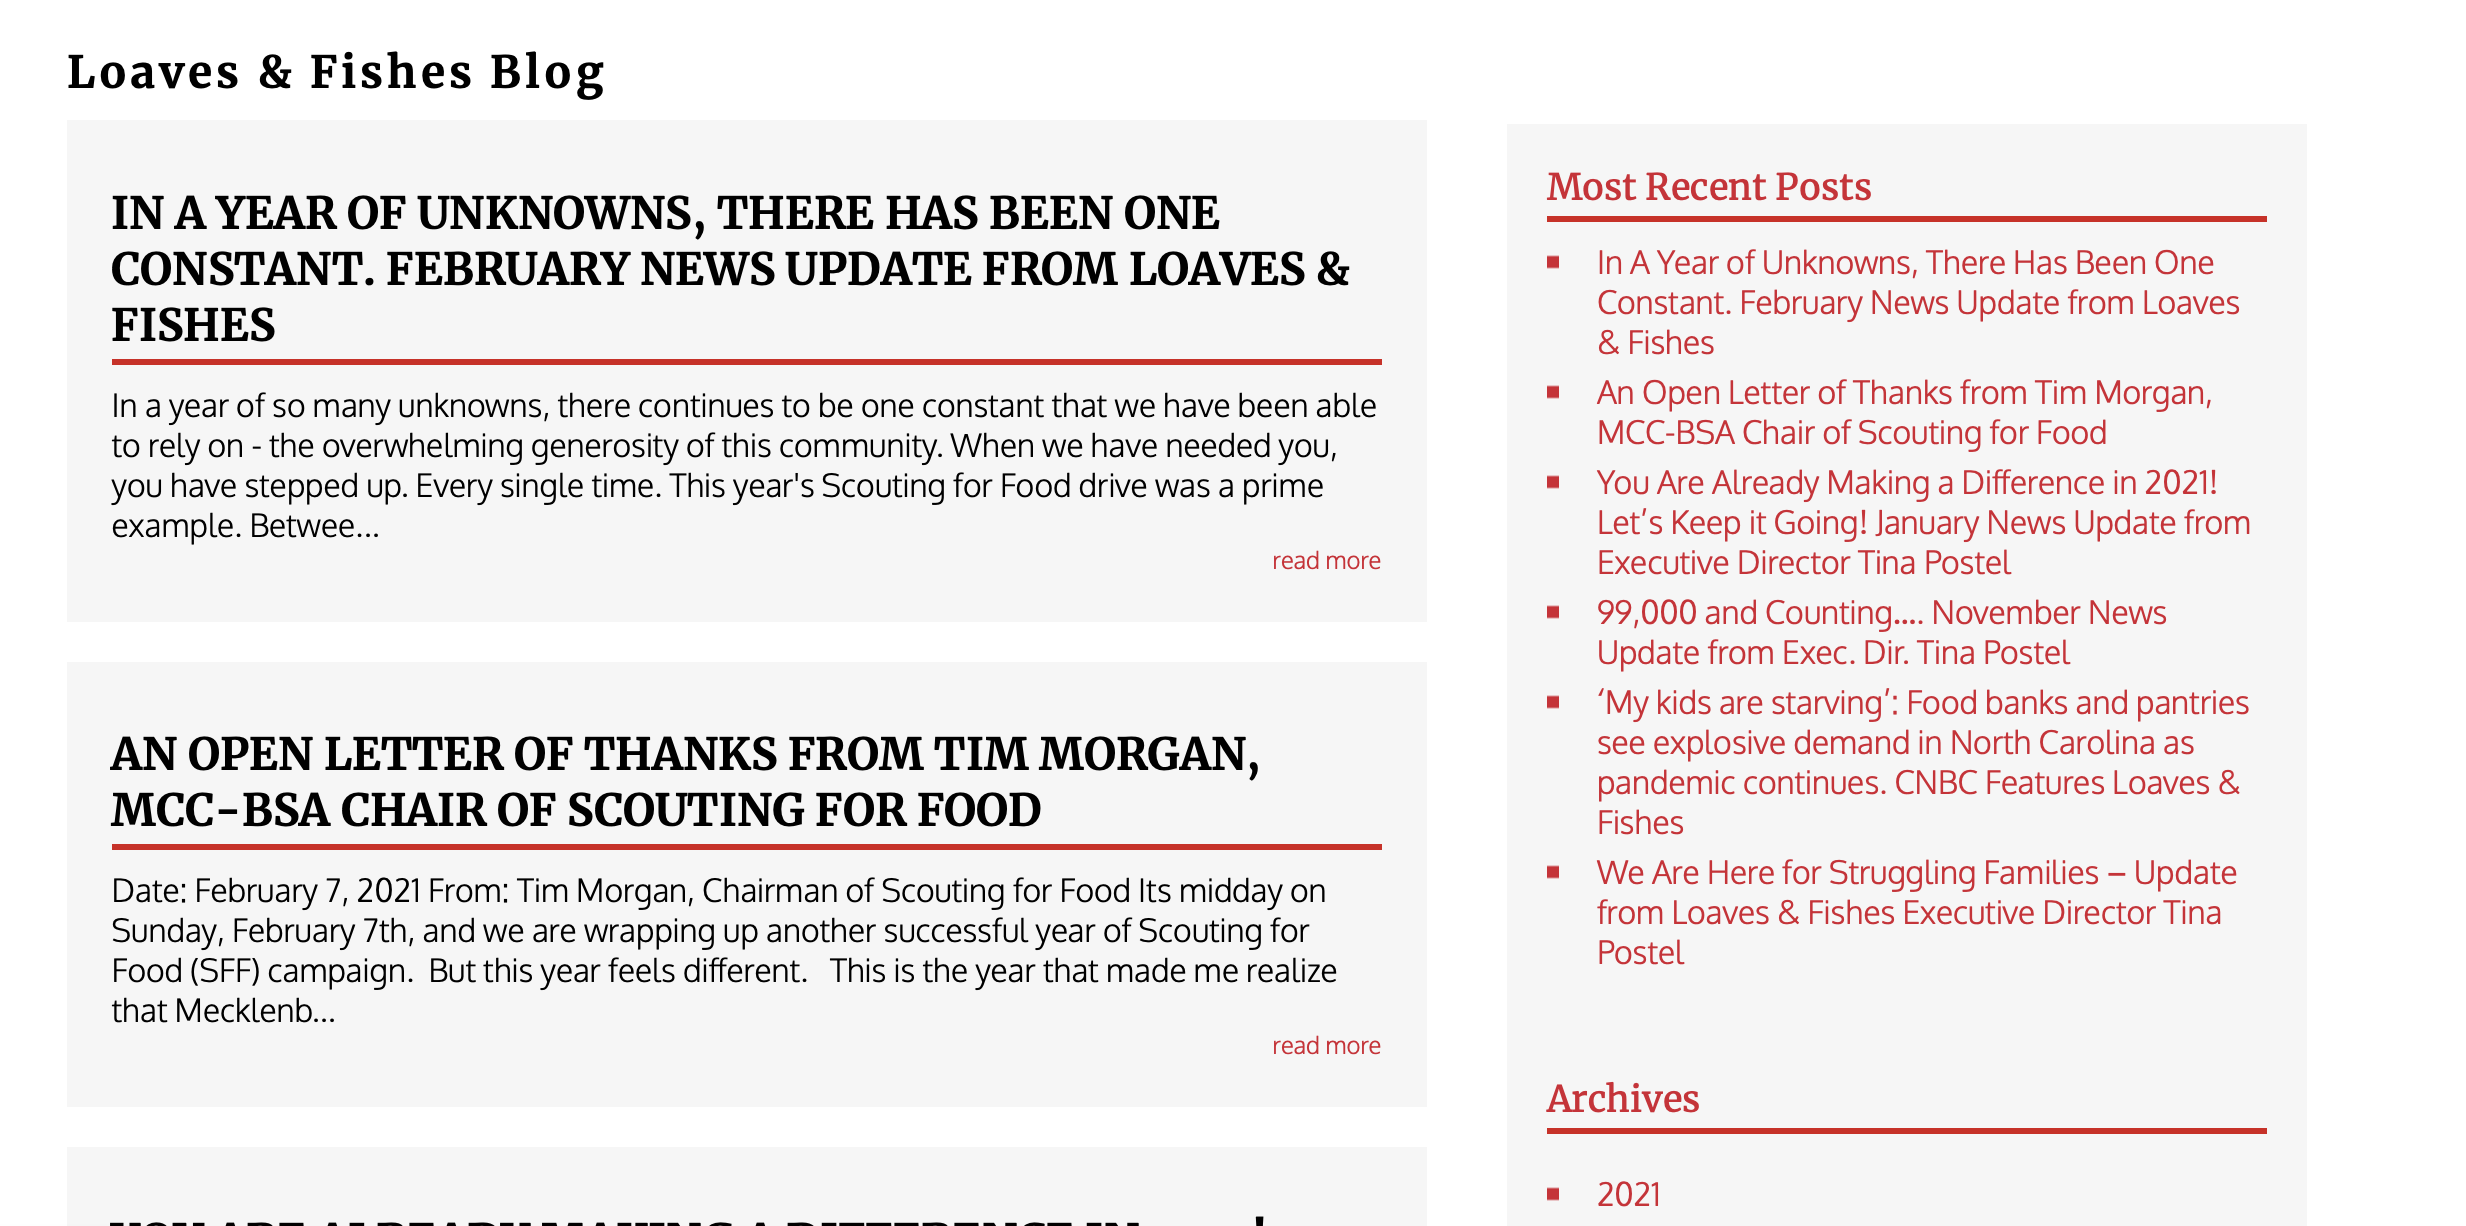 Loaves & Fishes Blog
IN A YEAR OF UNKNOWNS, THERE HAS BEEN ONE
CONSTANT. FEBRUARY NEWS UPDATE FROM LOAVES &
FISHES
In a year of so many unknowns, there continues to be one constant that we have been able
to rely on - the overwhelming generosity of this community. When we have needed you,
you have stepped up. Every single time. This year's Scouting for Food drive was a prime
example. Betwee...
read more
AN OPEN LETTER OF THANKS FROM TIM MORGAN,
MCC-BSA CHAIR OF SCOUTING FOR FOOD
Date: February 7, 2021 From: Tim Morgan, Chairman of Scouting for Food Its midday on
Sunday, February 7th, and we are wrapping up another successful year of Scouting for
Food (SFF) campaign.  But this year feels different.   This is the year that made me realize
that Mecklenb...
read more
YOU ARE ALREADY MAKING A DIFFERENCE IN
Most Recent Posts
In A Year of Unknowns, There Has Been One
Constant. February News Update from Loaves
& Fishes
An Open Letter of Thanks from Tim Morgan,
MCC-BSA Chair of Scouting for Food
You Are Already Making a Difference in 2021!
Let’s Keep it Going! January News Update from
Executive Director Tina Postel
99,000 and Counting…. November News
Update from Exec. Dir. Tina Postel
‘My kids are starving’: Food banks and pantries
see explosive demand in North Carolina as
pandemic continues. CNBC Features Loaves &
Fishes
We Are Here for Struggling Families – Update
from Loaves & Fishes Executive Director Tina
Postel
Archives
2021